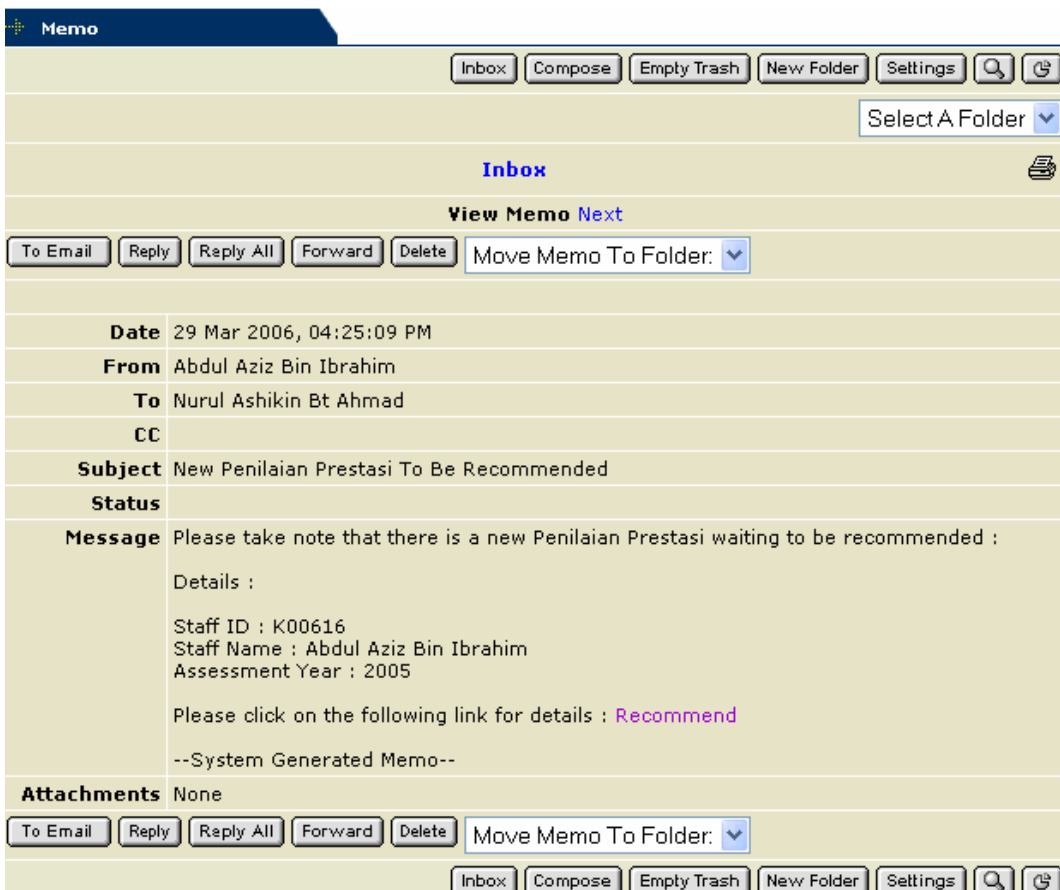 Memo
Inbox Compose Empty Trash New Folder Settings
Select A Folder
Inbox
View Memo Next
To Email Reply Reply All Forward Delete Move Memo To Folder:
Date 29 Mar 2006, 04:25:09 PM
From Abdul Aziz Bin Ibrahim
To Nurul Ashikin Bt Ahmad
CC
Subject New Penilaian Prestasi To Be Recommended
Status
Message Please take note that there is a new Penilaian Prestasi waiting to be recommended :
Details :
Staff ID : K00616
Staff Name : Abdul Aziz Bin Ibrahim
Assessment Year : 2005
Please click on the following link for details : Recommend
--System Generated Memo--
Attachments None
To Email Reply Reply All Forward Delete Move Memo To Folder:
Inbox Compose Empty Trash New Folder Settings